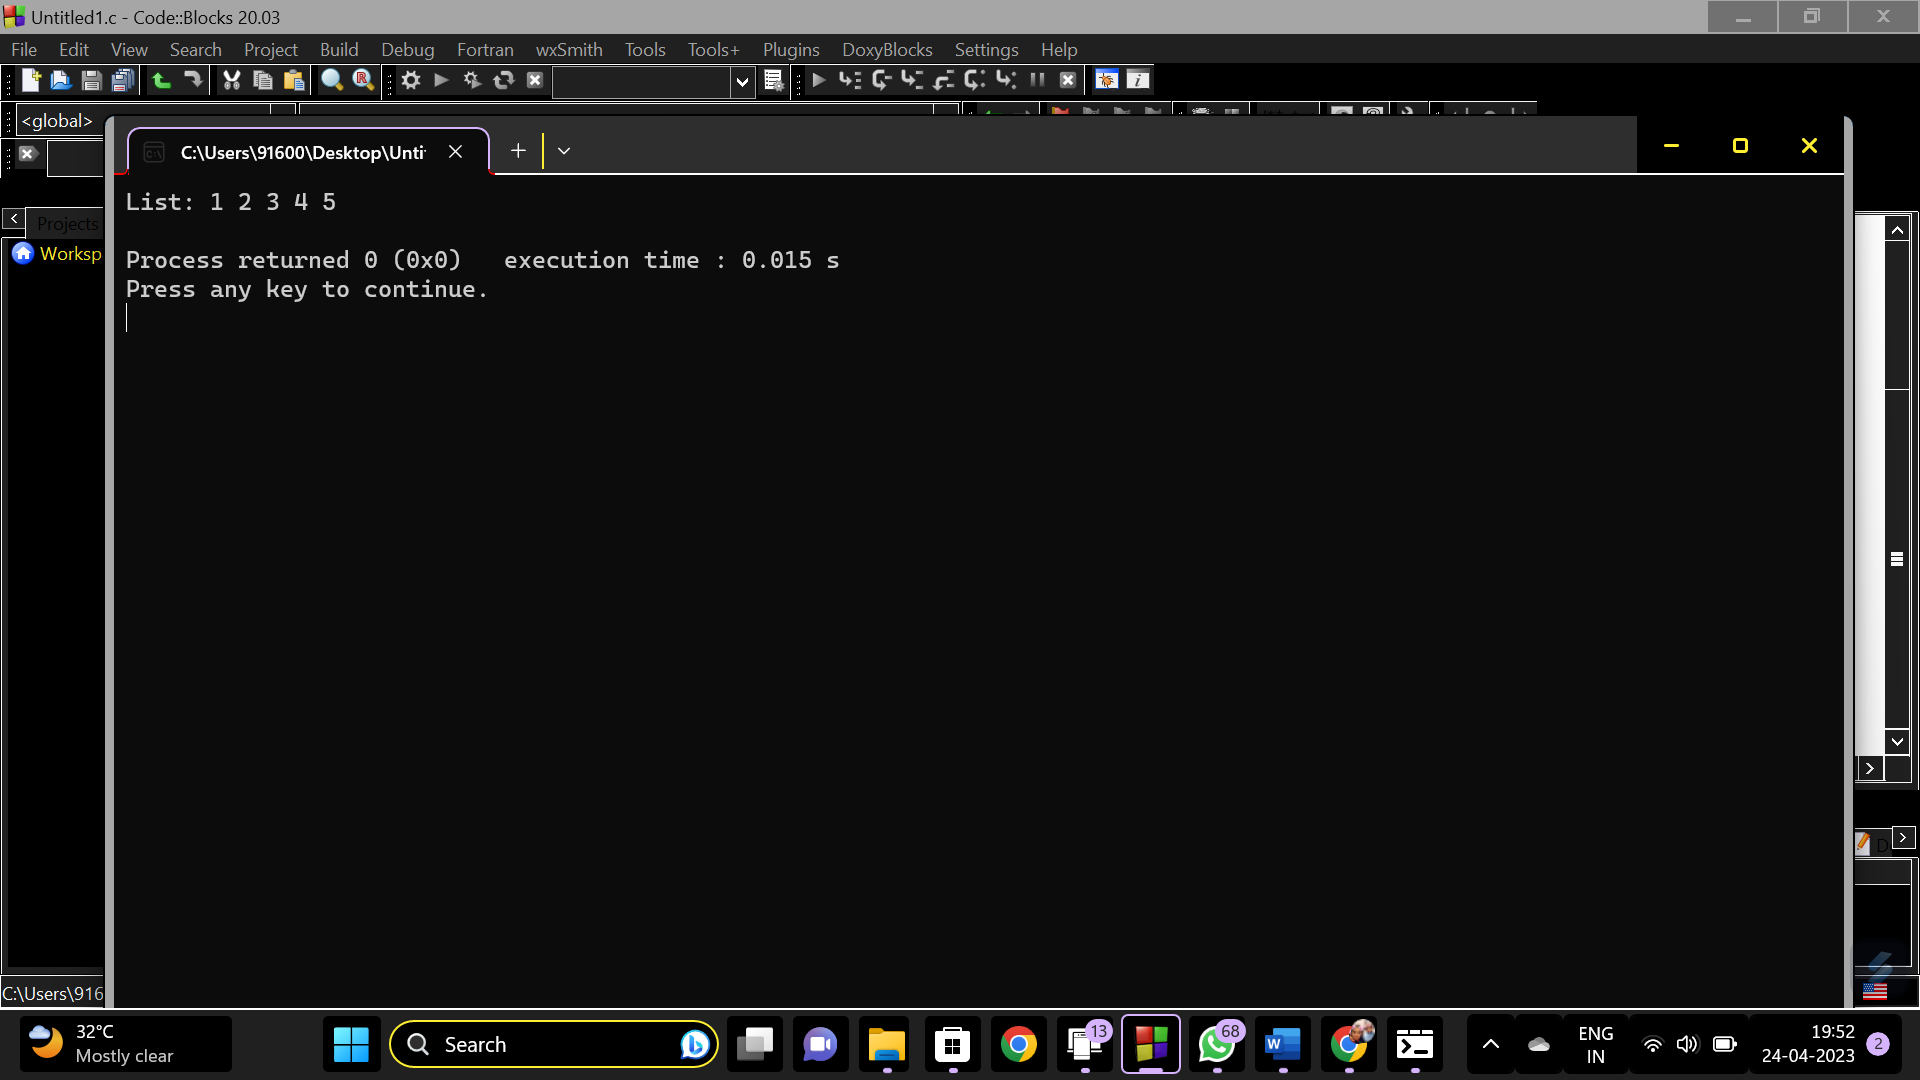 Untitled1.c - Code::Blocks 20.03
File Edit View Search Project Build Debug Fortran wxSmith Tools Tools+ Plugins DoxyBlocks Settings Help
<global>
C:\Users\91600\Desktop\Unti
List: 1 2 3 4 5
Projects
Worksp
Process returned 0 (0x0)   execution time : 0.015 s
Press any key to continue.
D
C:\Users\916
32°C
Mostly clear
Search
13
68
ENG
IN
19:52
24-04-2023
2